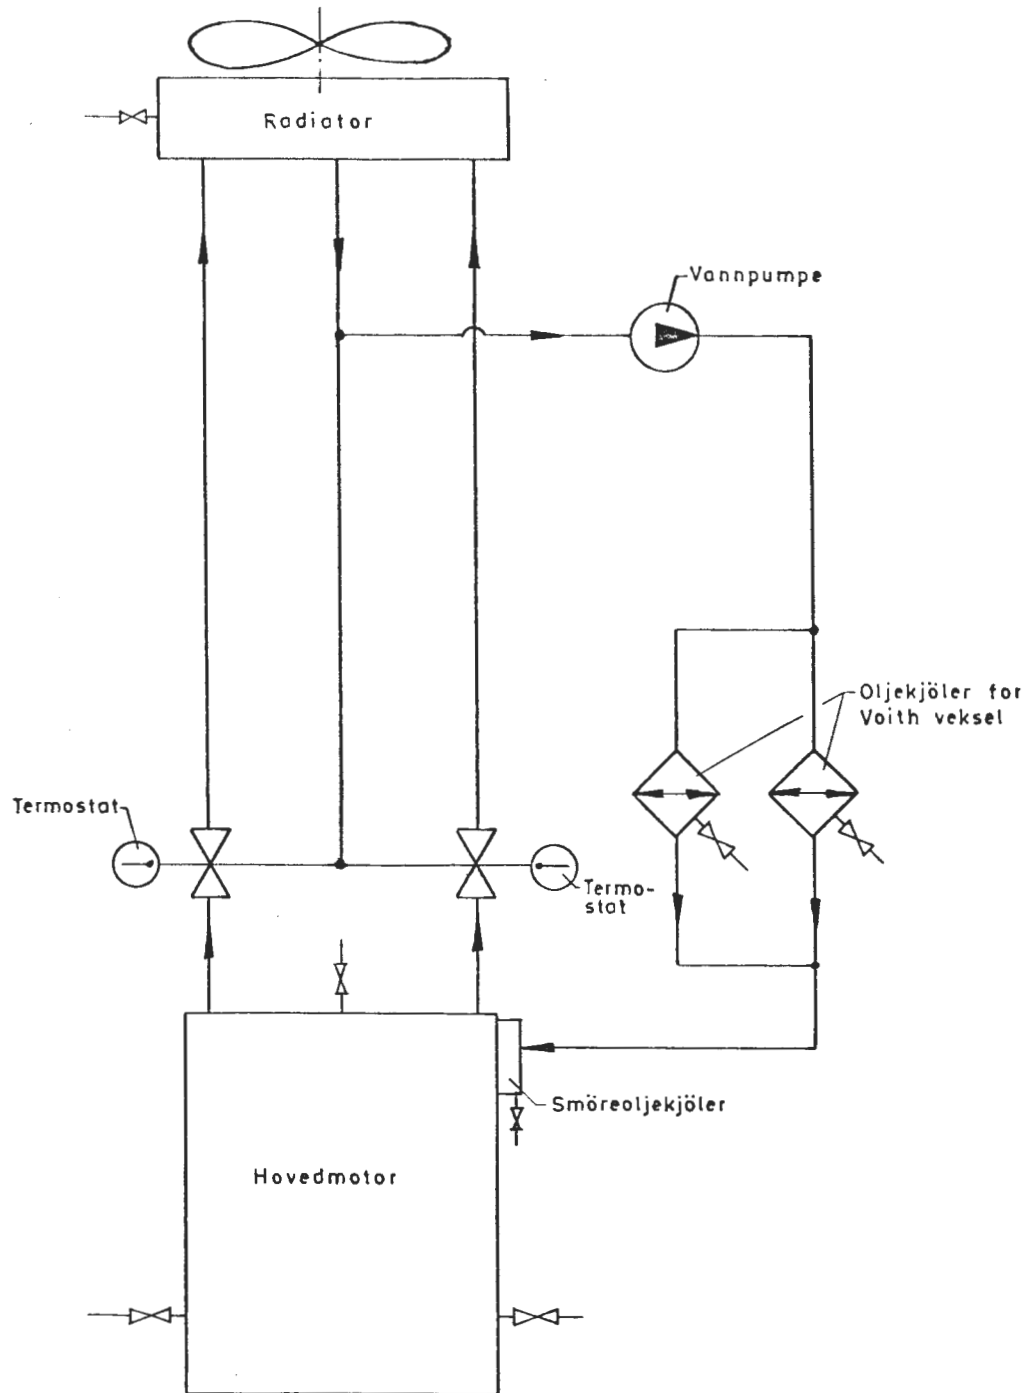 Radiator
Vannpumpe
Oljekjöler for
Voith veksel
Termostat
Termo-
stat
Smöreoljekjöler
Hovedmotor